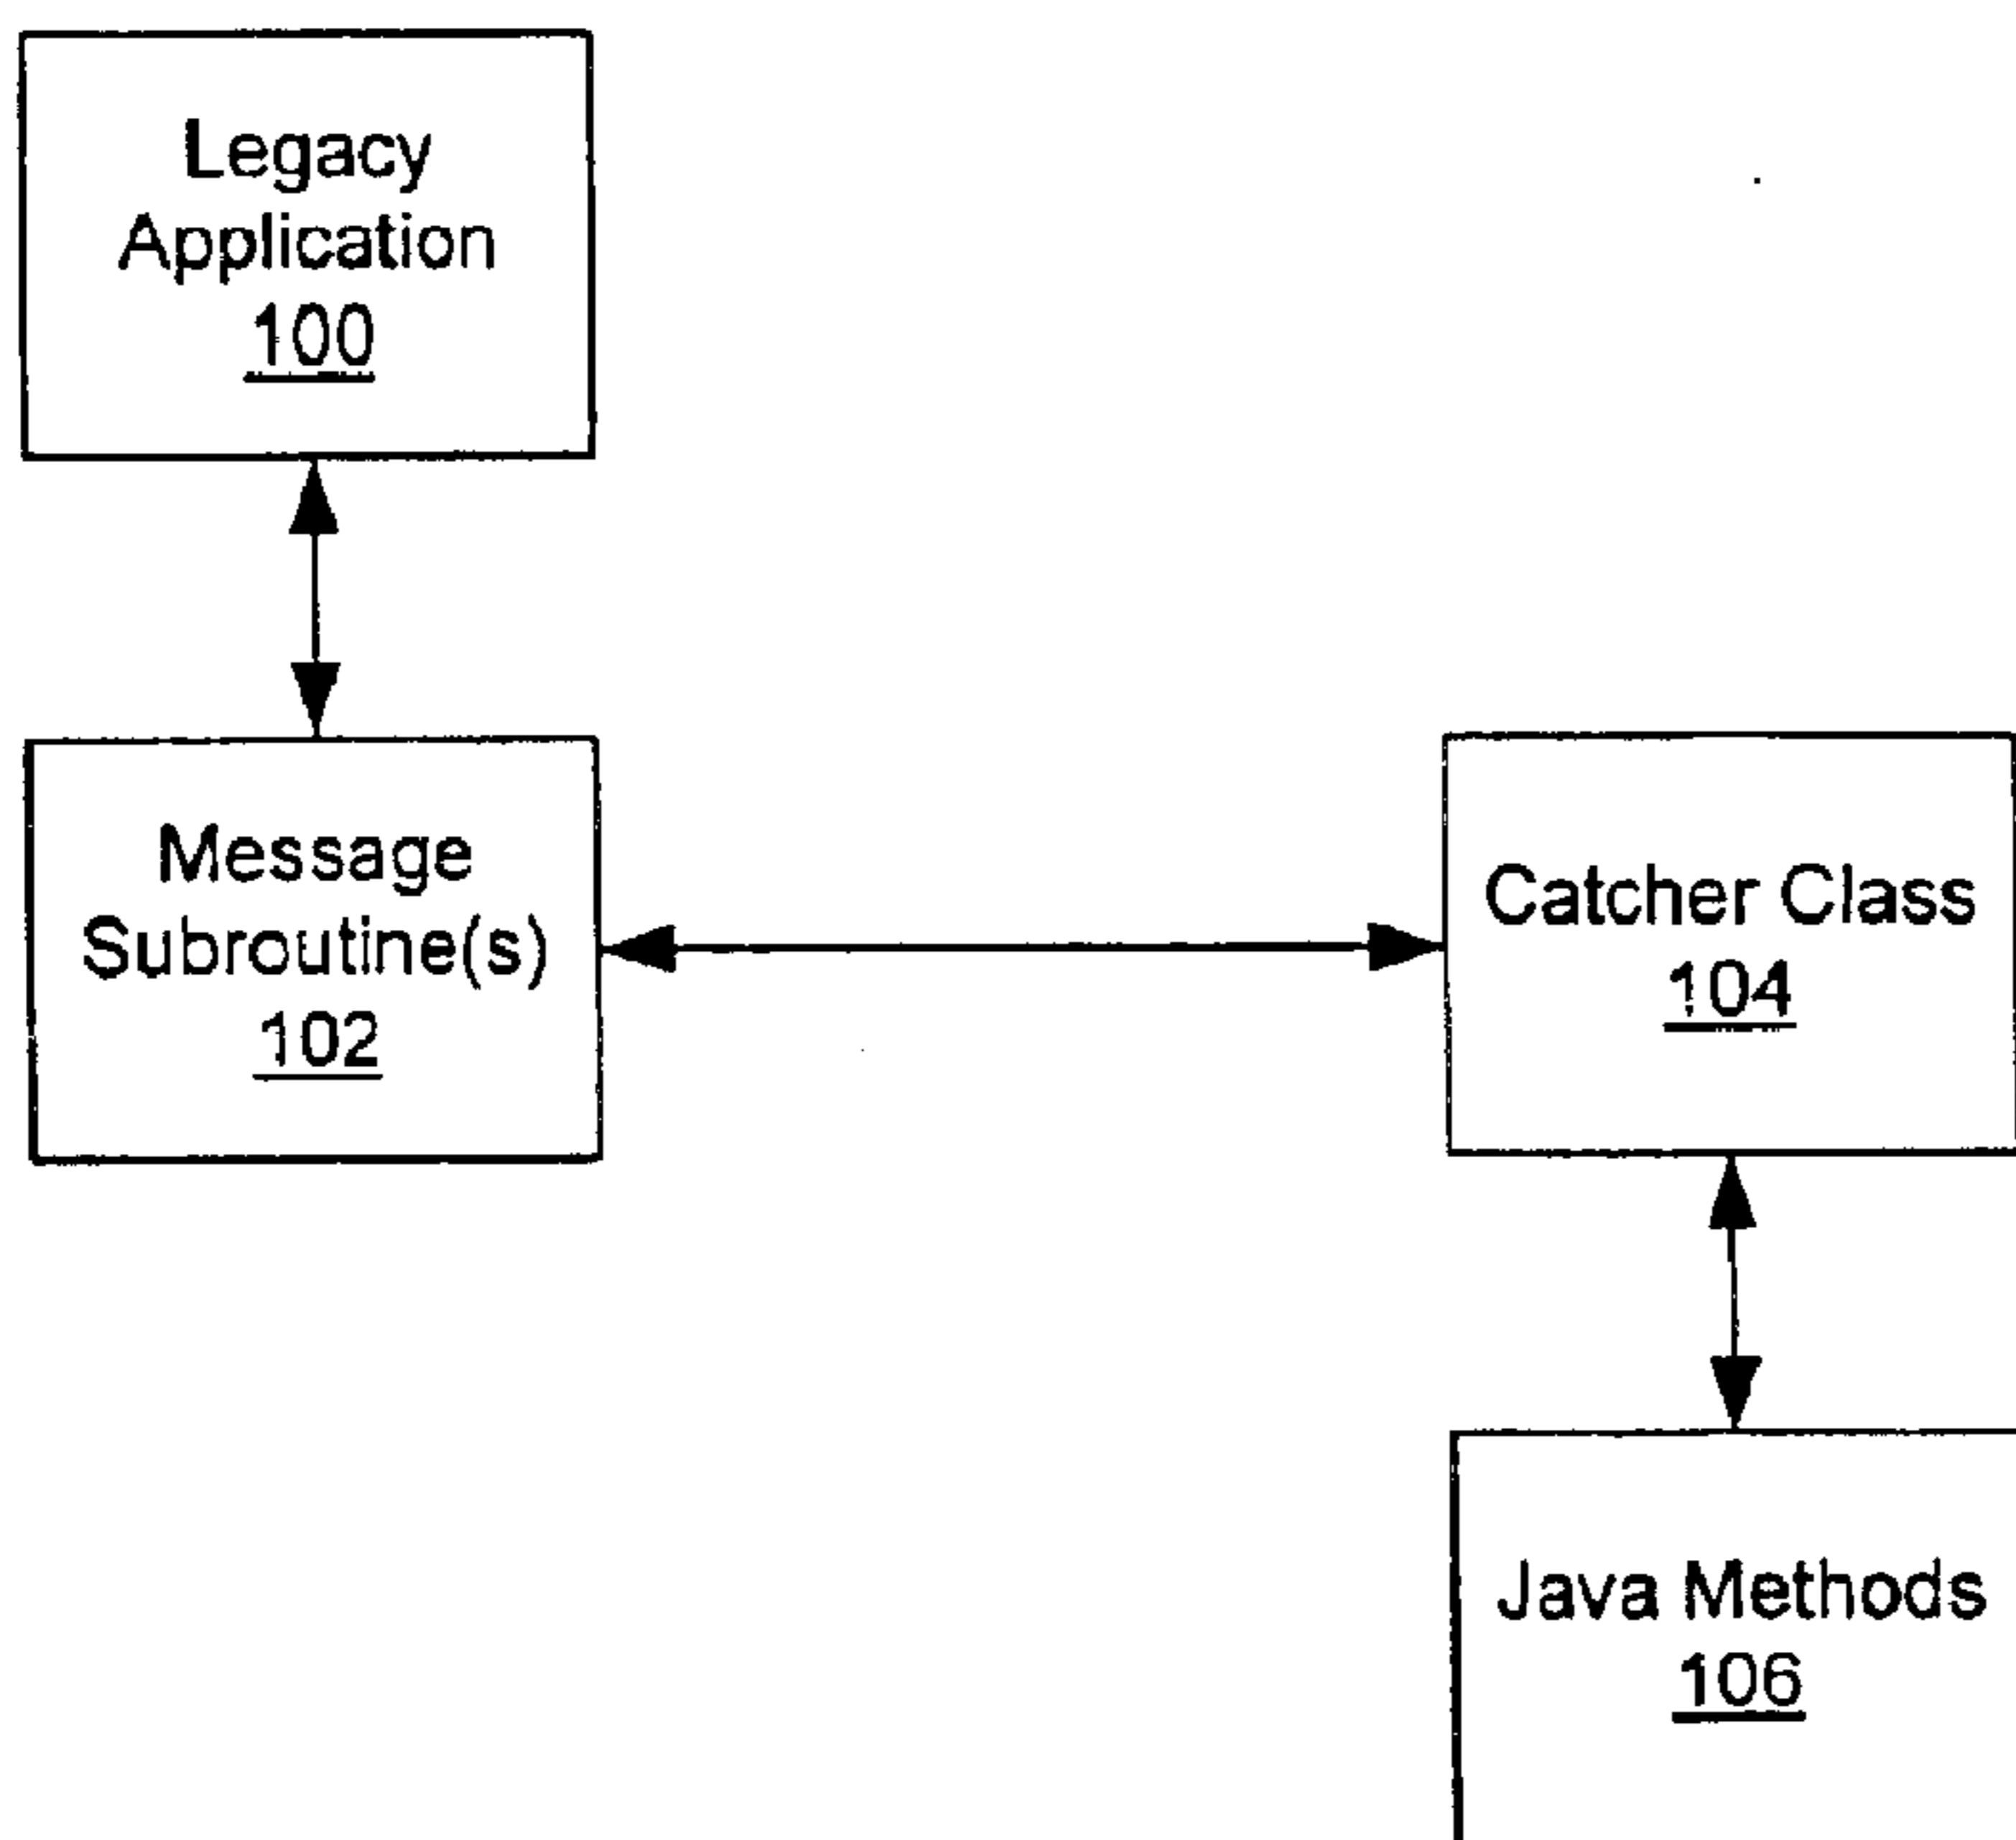 Legacy
Application
100
Message
Subroutine(s)
102
Catcher Class
104
Java Methods
106